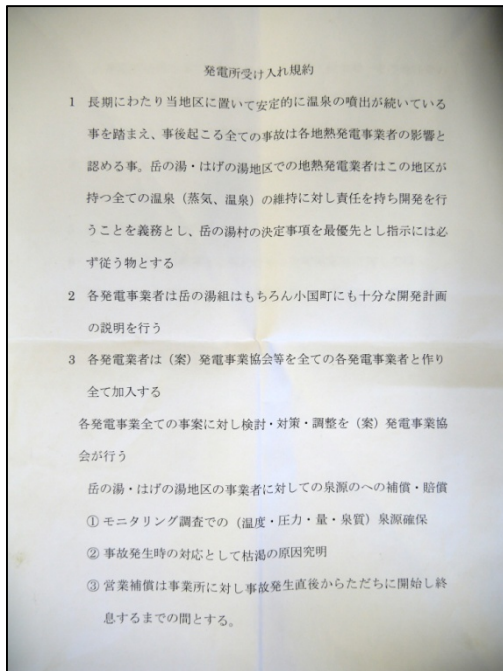 発電所受け入れ規約
1 長期にわたり当地区に置いて安定的に温泉の噴出が続いている
事を踏まえ、事後起こる全ての事故は各地熱発電事業者の影響と
認める事。岳の湯・はげの湯地区での地熱発電業者はこの地区が
持つ全ての温泉（蒸気、温泉）の維持に対し責任を持ち開発を行
うことを義務とし、岳の湯村の決定事項を最優先とし指示には必
ず従う物とする
2 各発電事業者は岳の湯組はもちろん小国町にも十分な開発計画
の説明を行う
3 各発電業者は（案）発電事業協会等を全ての各発電事業者と作り
全て加入する
各発電事業全ての事案に対し検討・対策・調整を（案）発電事業協
会が行う
岳の湯・はげの湯地区の事業者に対しての泉源のへの補償・賠償
① モニタリング調査での（温度・圧力・量・泉質）泉源確保
② 事故発生時の対応として枯渇の原因究明
③ 営業補償は事業所に対し事故発生直後からただちに開始し終
息するまでの間とする。